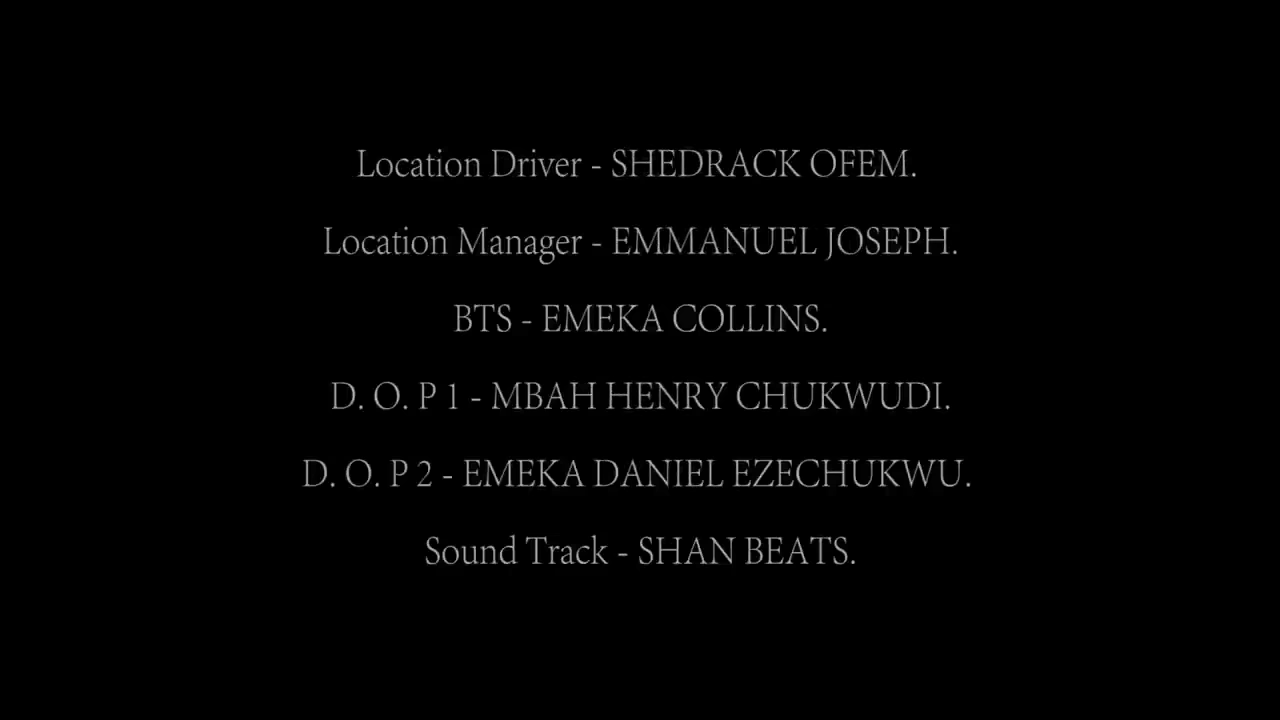 Location Driver - SHEDRACK OFEM.
Location Manager - EMMANUEL JOSEPH.
BTS - EMEKA COLLINS.
D. O. P 1 - MBAH HENRY CHUKWUDI.
D. O. P 2 - EMEKA DANIEL EZECHUKWU.
Sound Track - SHAN BEATS.